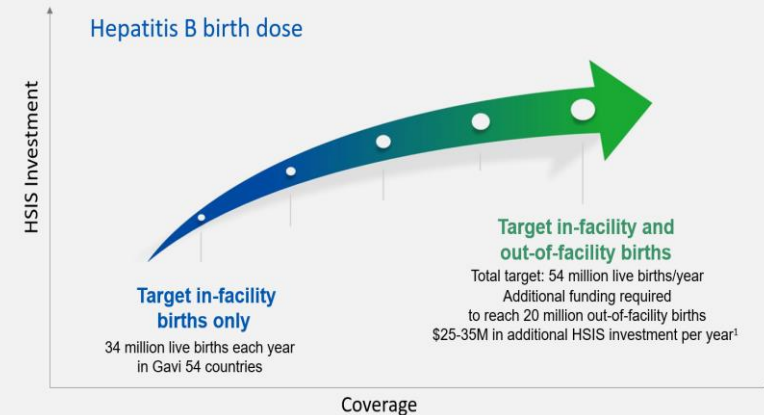 Hepatitis B birth dose
HSIS Investment
Target in-facility
births only
34 million live births each year
in Gavi 54 countries
Target in-facility and
out-of-facility births
Total target: 54 million live births/year
Additional funding required
to reach 20 million out-of-facility births
$25-35M in additional HSIS investment per year¹
Coverage